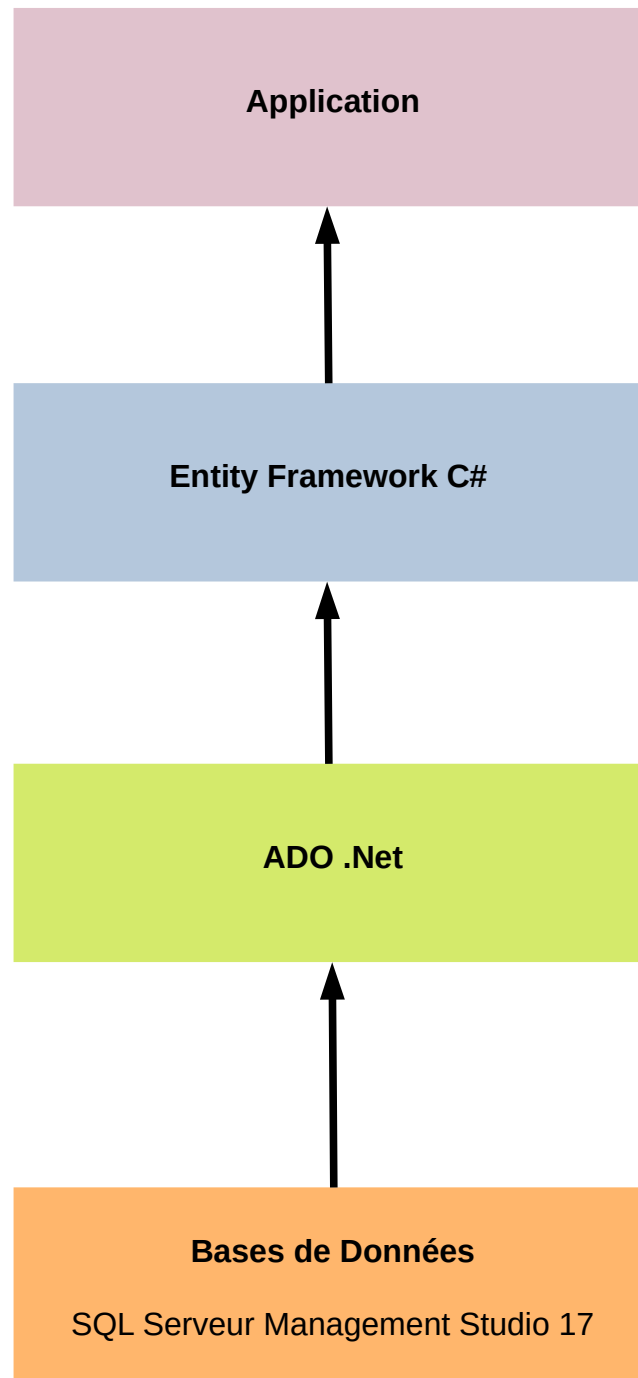 Application
Entity Framework C#
ADO .Net
Bases de Données
SQL Serveur Management Studio 17